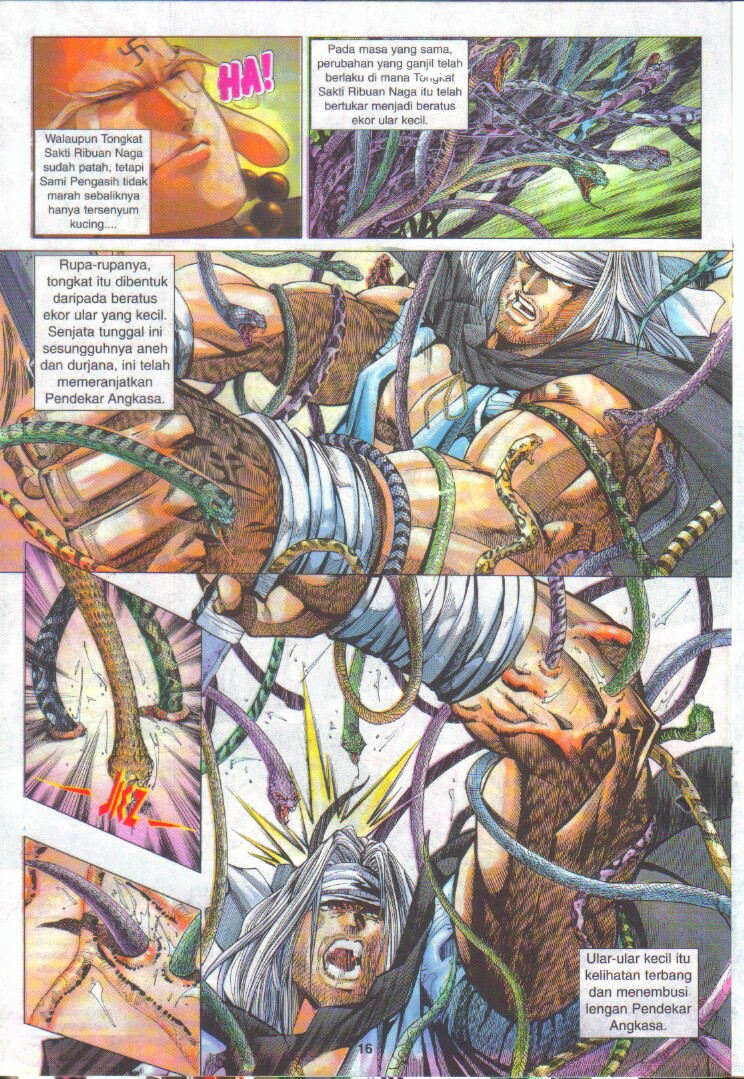 HA!
Walaupun Tongkat
Sakti Ribuan Naga
sudah patah, tetapi
Sami Pengasih tidak
marah sebaliknya
hanya tersenyum
kucing....
Pada masa yang sama,
perubahan yang ganjil telah
berlaku di mana Tongkat
Sakti Ribuan Naga itu telah
bertukar menjadi beratus
ekor ular kecil.
Rupa-rupanya,
tongkat itu dibentuk
daripada beratus
ekor ular yang kecil.
Senjata tunggal ini
sesungguhnya aneh
dan durjana, ini telah
memeranjatkan
Pendekar Angkasa.
Ular-ular kecil itu
kelihatan terbang
dan menembusi
lengan Pendekar
Angkasa.
16